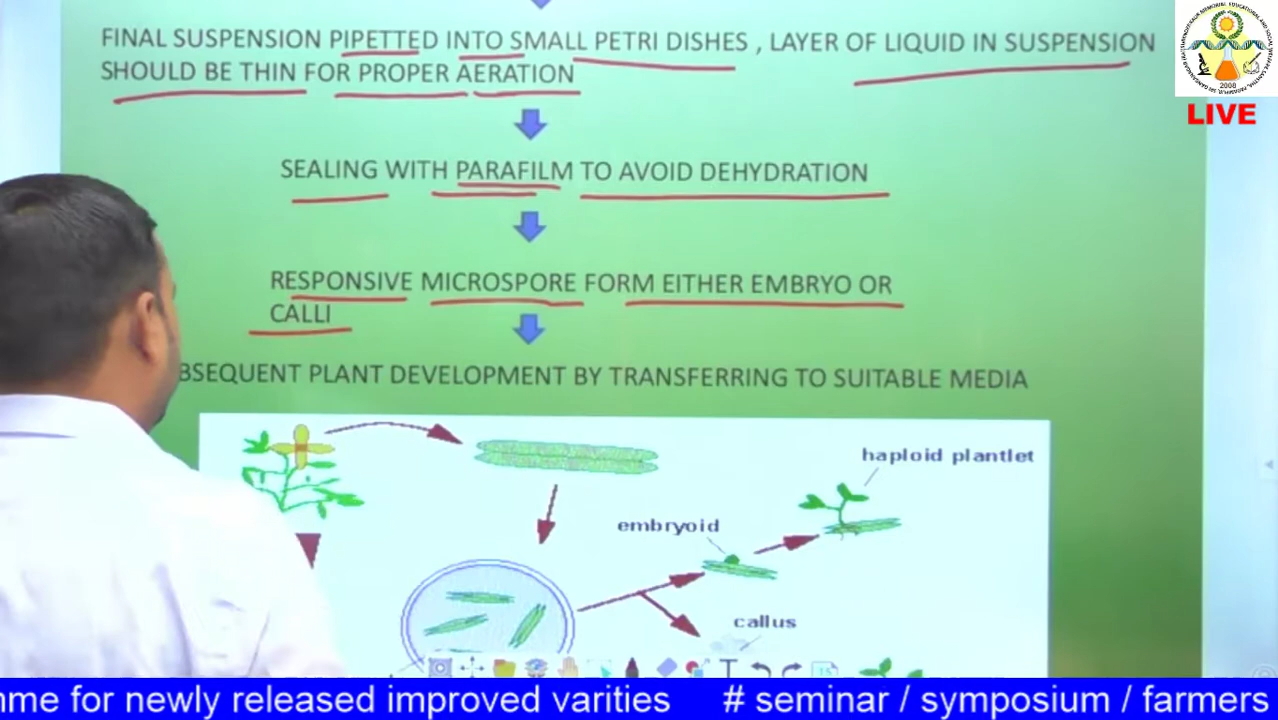 FINAL SUSPENSION PIPETTED INTO SMALL PETRI DISHES , LAYER OF LIQUID IN SUSPENSION
SHOULD BE THIN FOR PROPER AERATION
SEALING WITH PARAFILM TO AVOID DEHYDRATION
RESPONSIVE MICROSPORE FORM EITHER EMBRYO OR
CALLI
BSEQUENT PLANT DEVELOPMENT BY TRANSFERRING TO SUITABLE MEDIA
haploid plantlet
embryoid
callus
2008
LIVE
nme for newly released improved varities # seminar / symposium / farmers